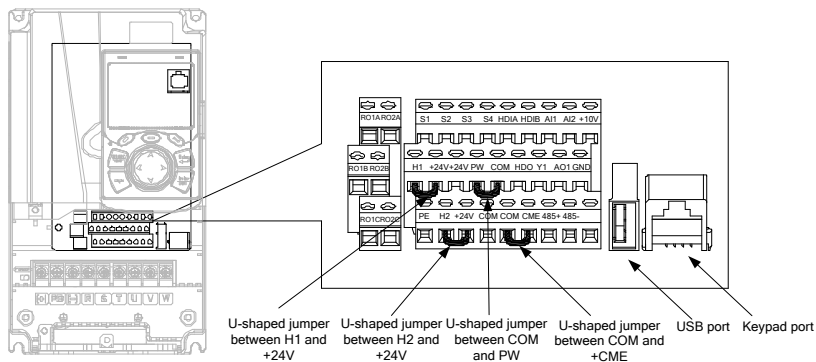 RO1A RO2A
S1 S2 S3 S4 HDIA HDIB AI1 AI2 +10V
RO1B RO2B
H1 +24V +24V PW COM HDO Y1 AO1 GND
RO1C RO2C
PE H2 +24V COM COM CME 485+ 485-
U-shaped jumper
between H1 and
+24V
U-shaped jumper
between H2 and
+24V
U-shaped jumper
between COM
and PW
U-shaped jumper
between COM and
+CME
USB port
Keypad port
(+) PB (-) R S T U V W